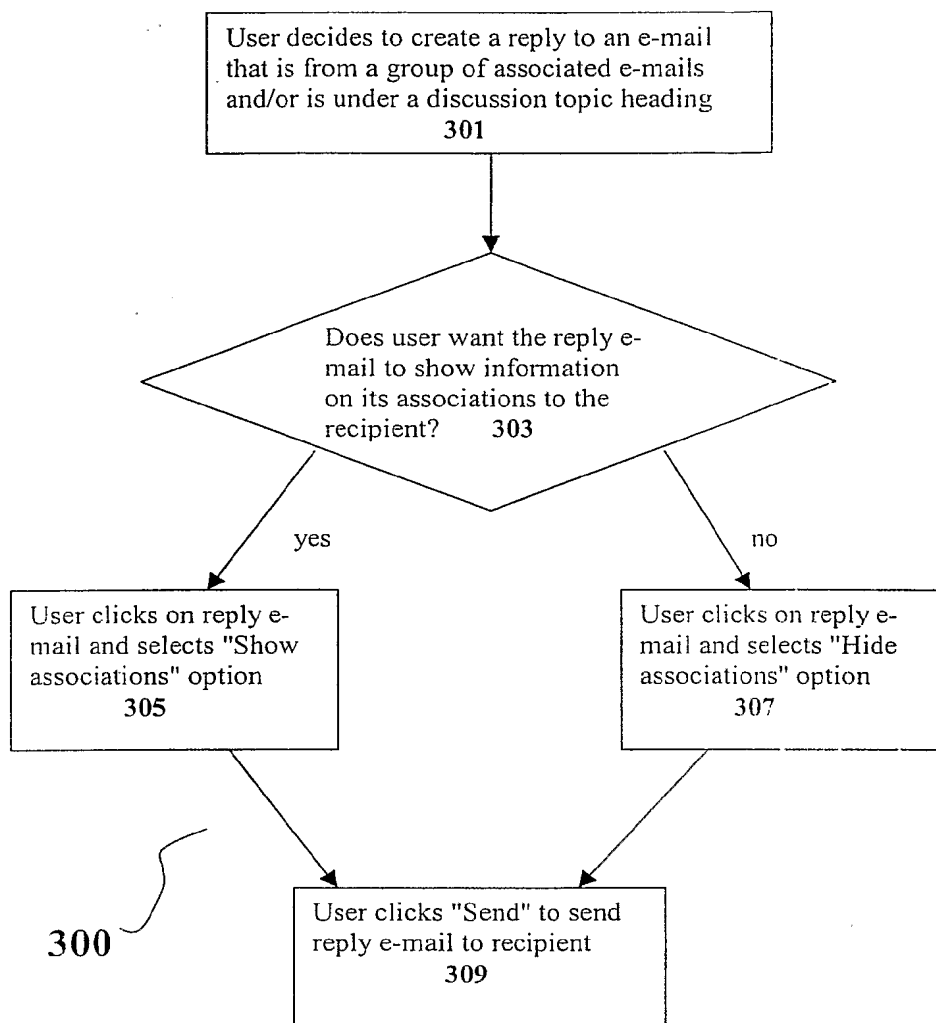 User decides to create a reply to an e-mail
that is from a group of associated e-mails
and/or is under a discussion topic heading
301
Does user want the reply e-
mail to show information
on its associations to the
recipient? 303
yes
no
User clicks on reply e-
mail and selects "Show
associations" option
305
User clicks on reply e-
mail and selects "Hide
associations" option
307
300
User clicks "Send" to send
reply e-mail to recipient
309